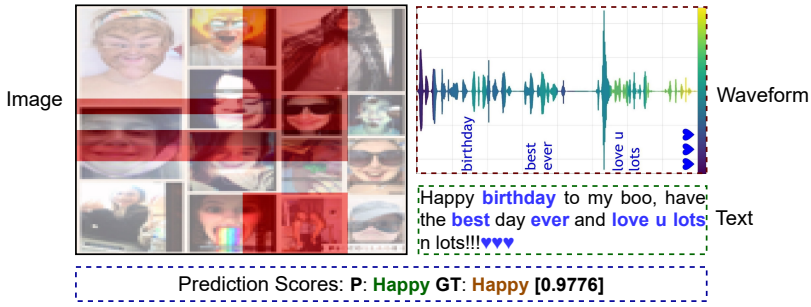 Image
birthday
best
ever
love u
lots
♥♥♥♥
Waveform
Happy birthday to my boo, have
the best day ever and love u lots
n lots!!!♥♥♥
Text
Prediction Scores: P: Happy GT: Happy [0.9776]